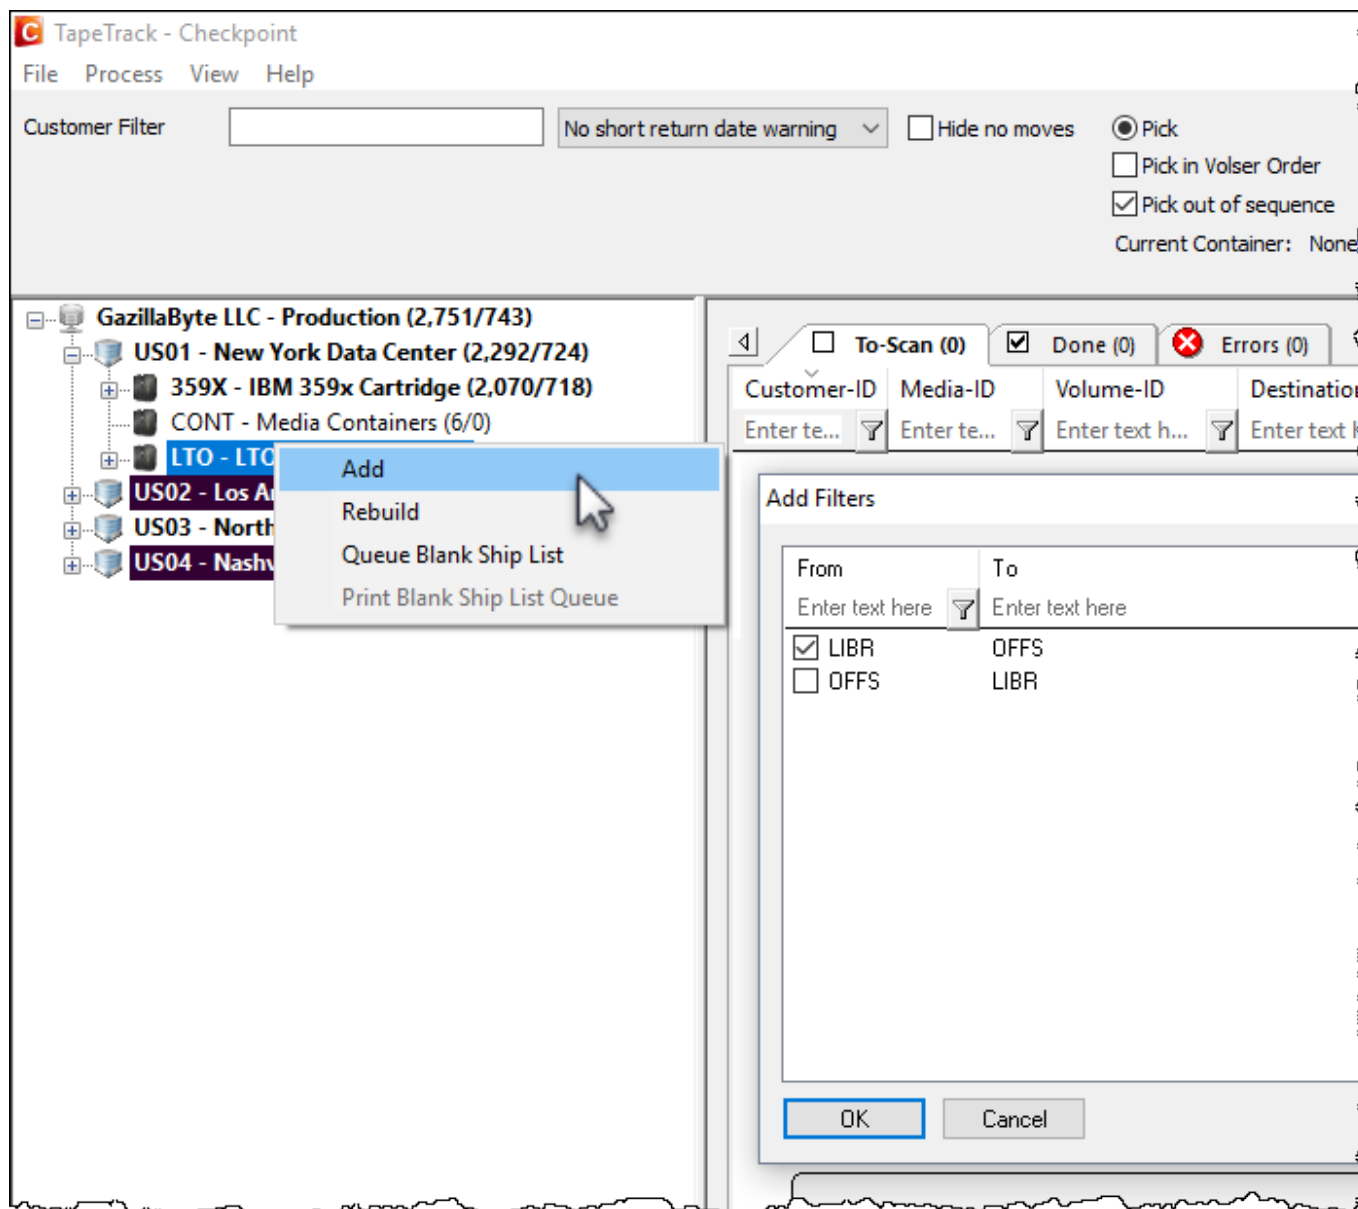 TapeTrack - Checkpoint
File Process View Help
Customer Filter No short return date warning Hide no moves Pick
Pick in Volser Order
Pick out of sequence
Current Container: None
GazillaByte LLC - Production (2,751/743)
US01 - New York Data Center (2,292/724)
359X - IBM 359x Cartridge (2,070/718)
CONT - Media Containers (6/0)
LTO - LTO
US02 - Los
US03 - North
US04 - Nash
Add
Rebuild
Queue Blank Ship List
Print Blank Ship List Queue
To-Scan (0) Done (0) Errors (0)
Customer-ID Media-ID Volume-ID Destination
Enter te... Enter te... Enter text h... Enter text
Add Filters
From To
Enter text here Enter text here
LIBR OFFS
OFFS LIBR
OK Cancel